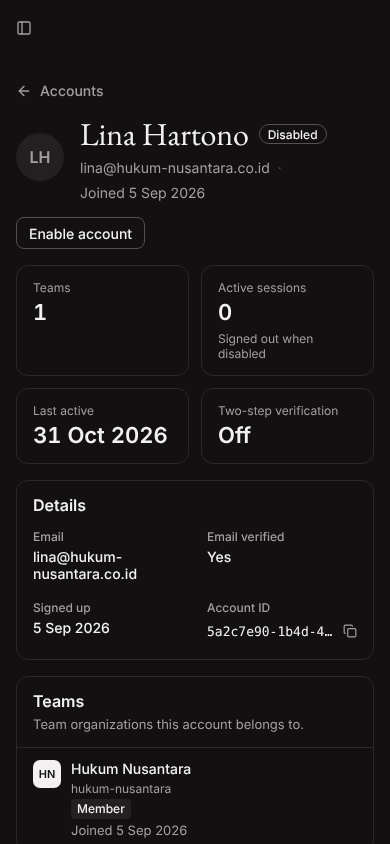 Accounts
LH
Lina Hartono
Disabled
lina@hukum-nusantara.co.id ·
Joined 5 Sep 2026
Enable account
Teams
1
Active sessions
0
Signed out when
disabled
Last active
31 Oct 2026
Two-step verification
Off
Details
Email
lina@hukum-
nusantara.co.id
Email verified
Yes
Signed up
5 Sep 2026
Account ID
5a2c7e90-1b4d-4…
Teams
Team organizations this account belongs to.
HN
Hukum Nusantara
hukum-nusantara
Member
Joined 5 Sep 2026